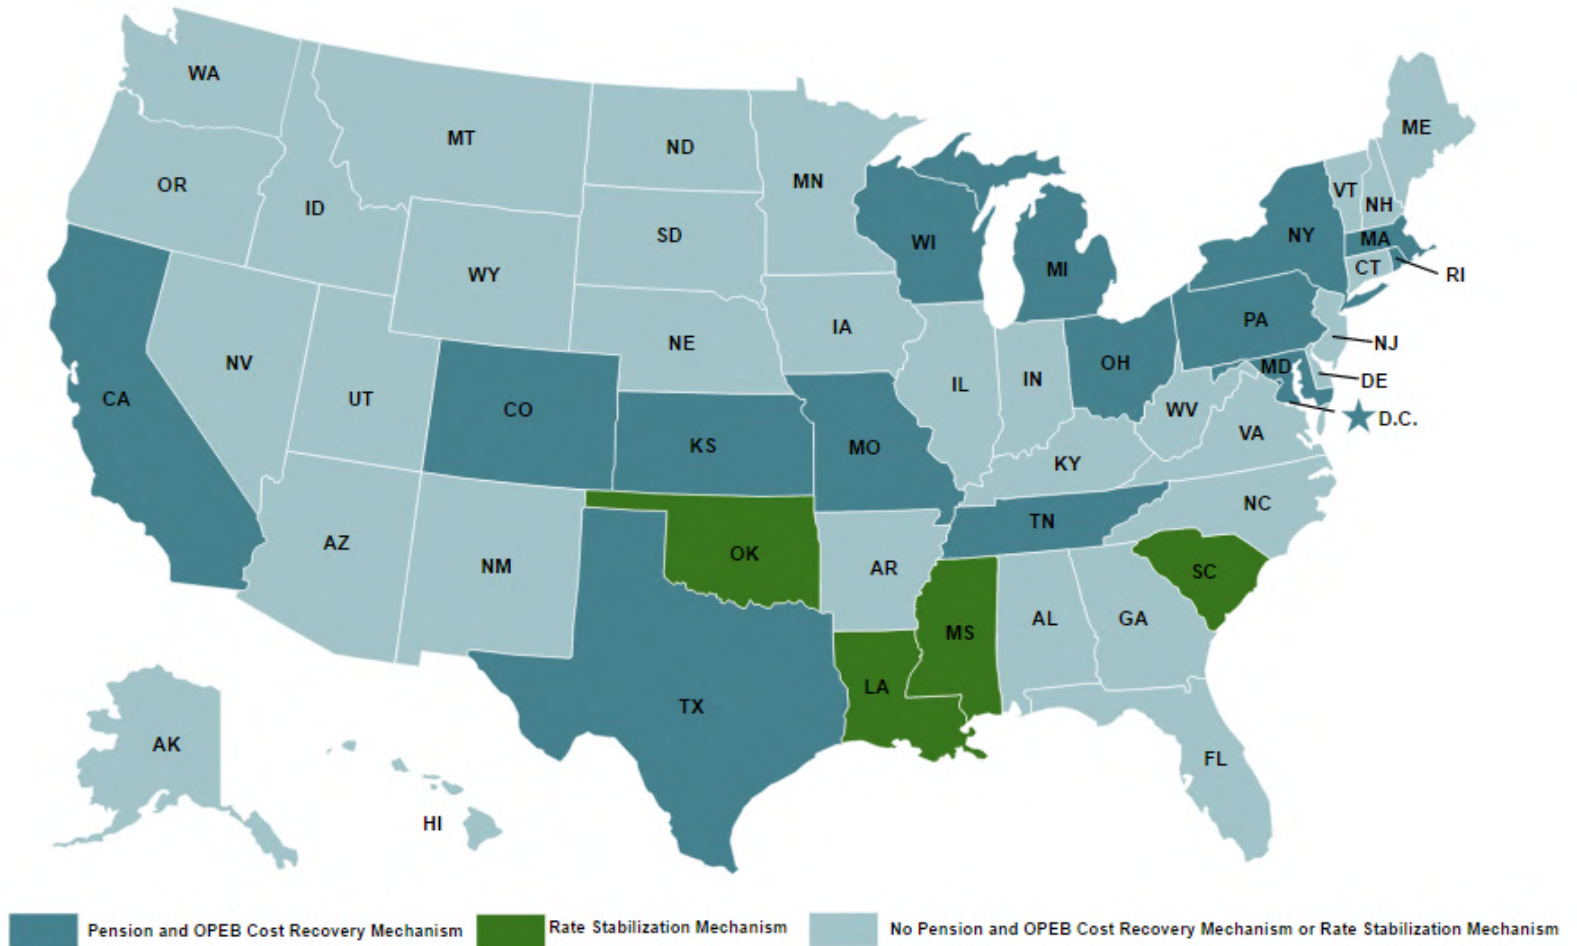 WA
MT
ND
ME
MN
OR
VT
ID
NH
SD
NY
MA
WI
CT
MI
RI
WY
PA
IA
NE
NJ
NV
OH
MD
IN
DE
IL
UT
CA
CO
WV
D.C.
VA
KS
MO
KY
NC
TN
AZ
OK
NM
AR
SC
AL
GA
MS
LA
TX
AK
FL
HI
Pension and OPEB Cost Recovery Mechanism
Rate Stabilization Mechanism
No Pension and OPEB Cost Recovery Mechanism or Rate Stabilization Mechanism